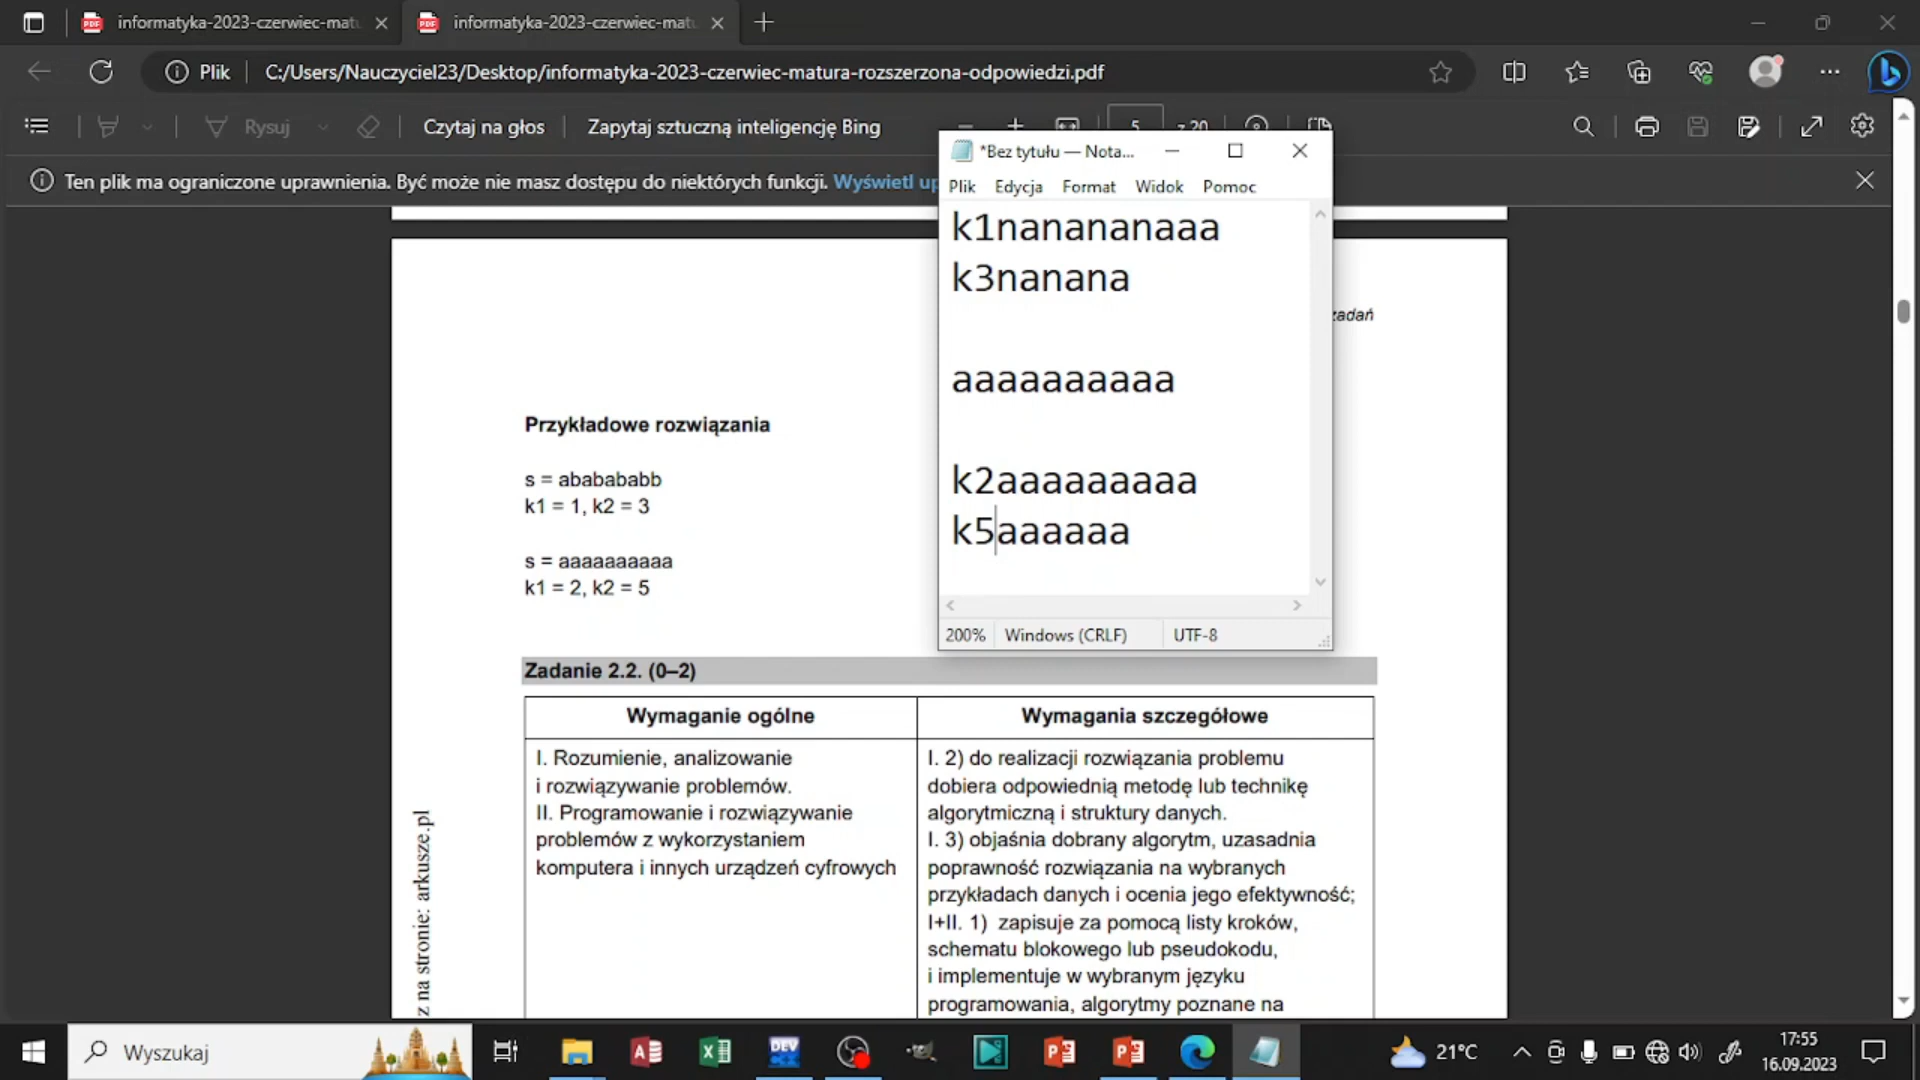 informatyka-2023-czerwiec-matu
informatyka-2023-czerwiec-matu
Plik
C:/Users/Nauczyciel23/Desktop/informatyka-2023-czerwiec-matura-rozszerzona-odpowiedzi.pdf
Rysuj
Czytaj na głos
Zapytaj sztuczną inteligencję Bing
5
z 20
Ten plik ma ograniczone uprawnienia. Być może nie masz dostępu do niektórych funkcji. Wyświetl up
*Bez tytułu — Nota...
Plik Edycja Format Widok Pomoc
k1nanananaaa
k3nanana
aaaaaaaaaa
k2aaaaaaaaa
k5aaaaaa
200%
Windows (CRLF)
UTF-8
zadań
Przykładowe rozwiązania
s = ababababb
k1 = 1, k2 = 3
s = aaaaaaaaaa
k1 = 2, k2 = 5
Zadanie 2.2. (0–2)
Wymaganie ogólne
Wymagania szczegółowe
I. Rozumienie, analizowanie
i rozwiązywanie problemów.
II. Programowanie i rozwiązywanie
problemów z wykorzystaniem
komputera i innych urządzeń cyfrowych
I. 2) do realizacji rozwiązania problemu
dobiera odpowiednią metodę lub technikę
algorytmiczną i struktury danych.
I. 3) objaśnia dobrany algorytm, uzasadnia
poprawność rozwiązania na wybranych
przykładach danych i ocenia jego efektywność;
I+II. 1) zapisuje za pomocą listy kroków,
schematu blokowego lub pseudokodu,
i implementuje w wybranym języku
programowania, algorytmy poznane na
z na stronie: arkusze.pl
Wyszukaj
DEV
21°C
17:55
16.09.2023